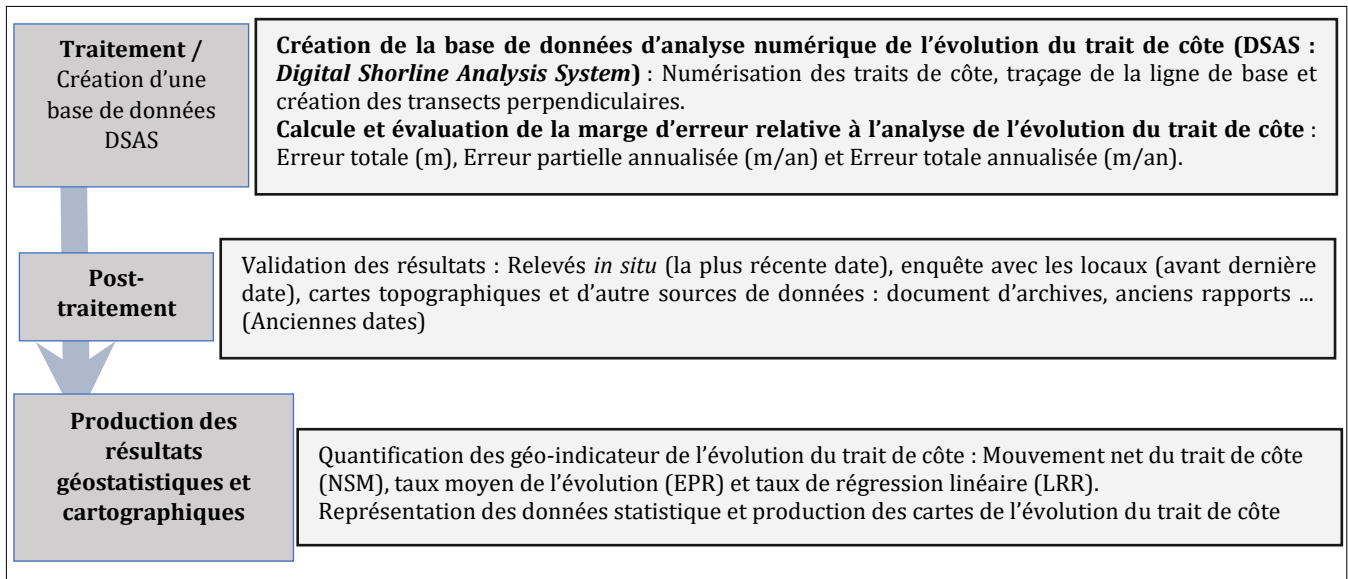 Traitement /
Création d’une
base de données
DSAS
Création de la base de données d’analyse numérique de l’évolution du trait de côte (DSAS :
Digital Shorline Analysis System) : Numérisation des traits de côte, traçage de la ligne de base et
création des transects perpendiculaires.
Calcule et évaluation de la marge d’erreur relative à l’analyse de l’évolution du trait de côte :
Erreur totale (m), Erreur partielle annualisée (m/an) et Erreur totale annualisée (m/an).
Post-
traitement
Validation des résultats : Relevés in situ (la plus récente date), enquête avec les locaux (avant dernière
date), cartes topographiques et d’autre sources de données : document d’archives, anciens rapports ...
(Anciennes dates)
Production des
résultats
géostatistiques et
cartographiques
Quantification des géo-indicateur de l’évolution du trait de côte : Mouvement net du trait de côte
(NSM), taux moyen de l’évolution (EPR) et taux de régression linéaire (LRR).
Représentation des données statistique et production des cartes de l’évolution du trait de côte